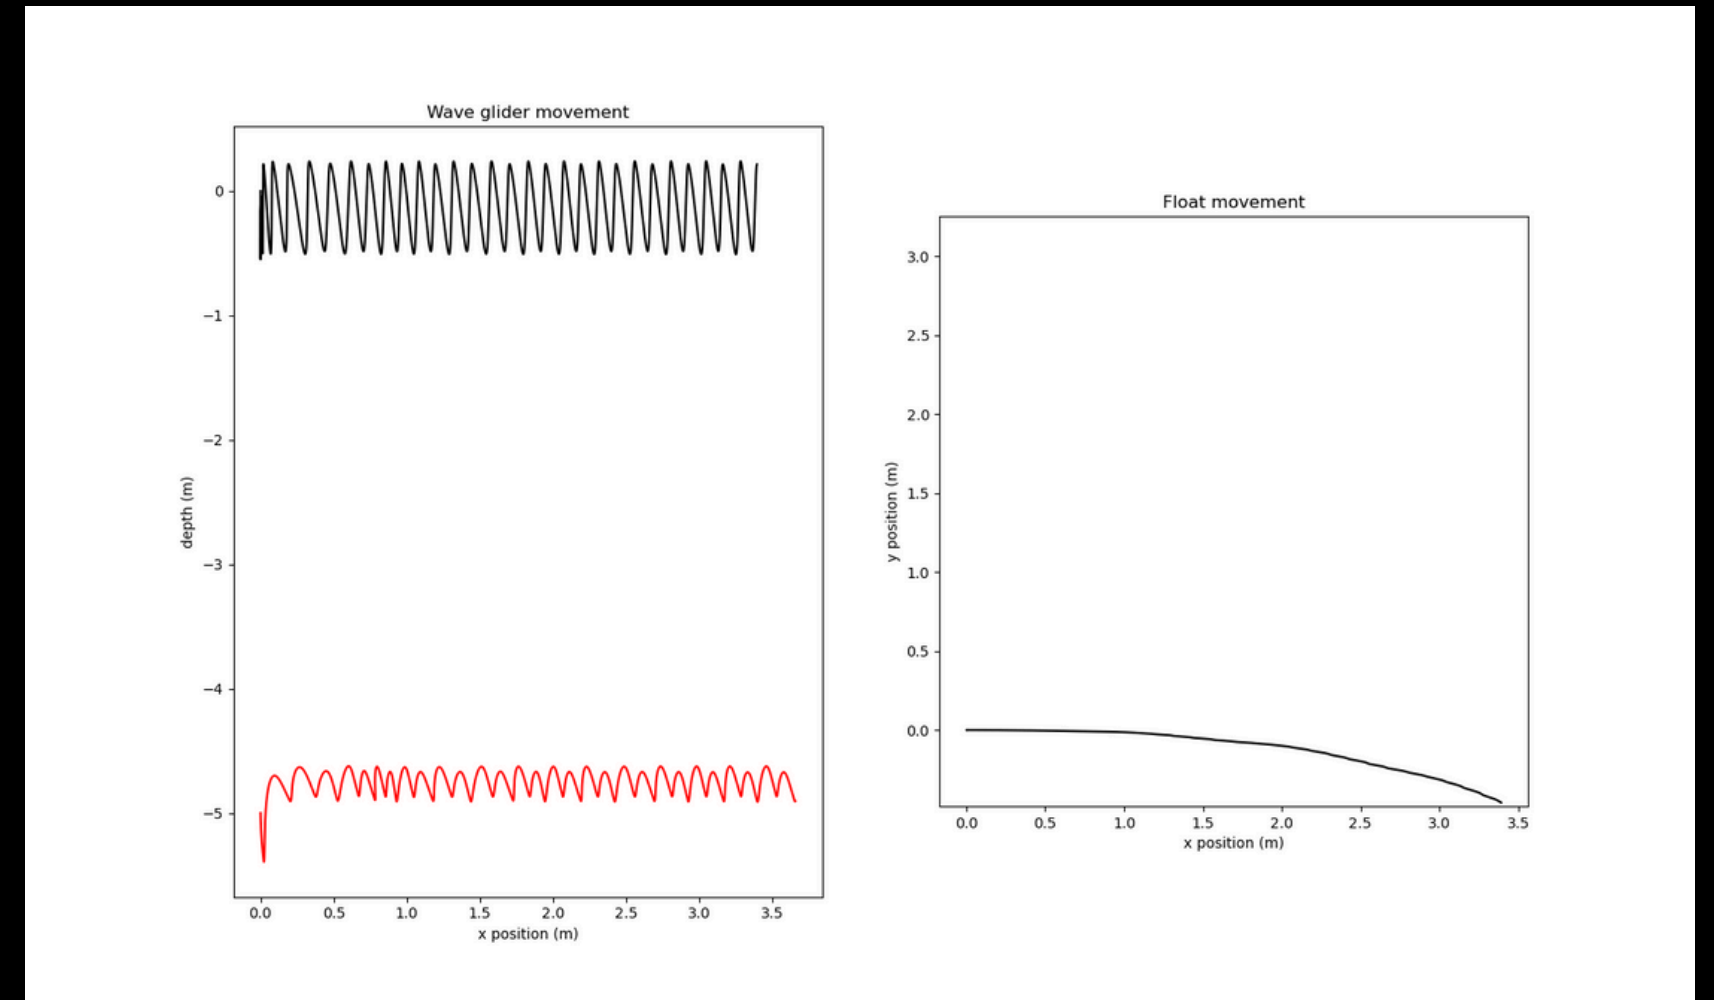 Wave glider movement
0
−1
−2
−3
−4
−5
depth (m)
0.0 0.5 1.0 1.5 2.0 2.5 3.0 3.5
x position (m)
Float movement
3.0
2.5
2.0
1.5
1.0
0.5
0.0
y position (m)
0.0 0.5 1.0 1.5 2.0 2.5 3.0 3.5
x position (m)